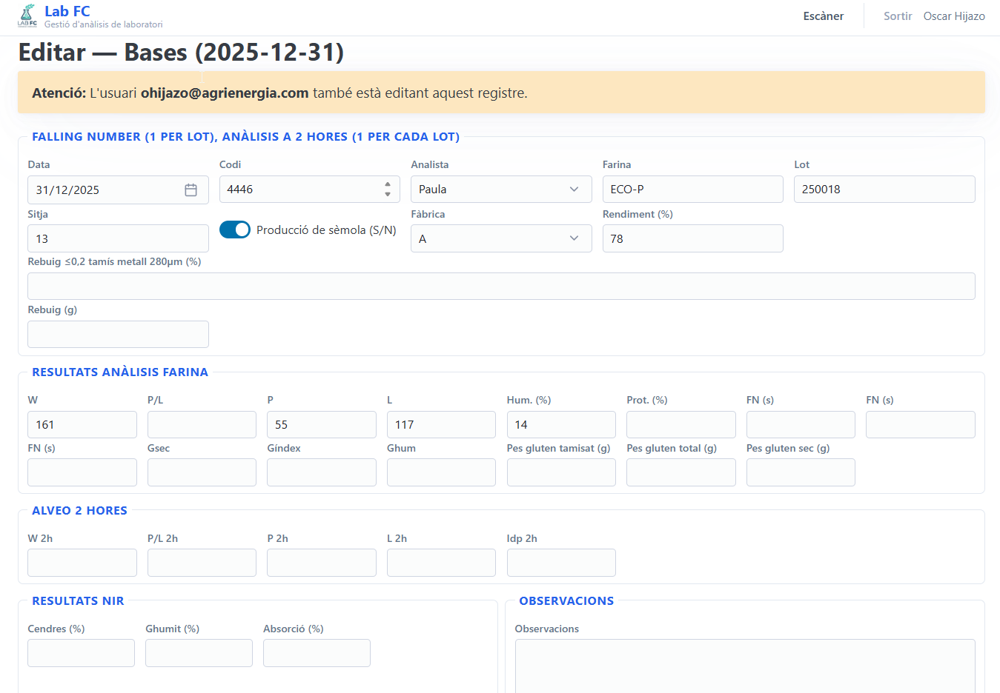 Lab FC
Gestió d'anàlisis de laboratori
LAB FC
Escàner
Sortir
Oscar Hijazo
Editar — Bases (2025-12-31)
Atenció: L'usuari ohijazo@agrienergia.com també està editant aquest registre.
FALLING NUMBER (1 PER LOT), ANÀLISIS A 2 HORES (1 PER CADA LOT)
Data Codi Analista Farina Lot
31/12/2025 4446 Paula ECO-P 250018
Sitja Fàbrica Rendiment (%)
13 Producció de sèmola (S/N) A 78
Rebuig ≤0,2 tamís metall 280µm (%)
Rebuig (g)
RESULTATS ANÀLISIS FARINA
W P/L P L Hum. (%) Prot. (%) FN (s) FN (s)
161 55 117 14
FN (s) Gsec Gíndex Ghum Pes gluten tamisat (g) Pes gluten total (g) Pes gluten sec (g)
ALVEO 2 HORES
W 2h P/L 2h P 2h L 2h Idp 2h
RESULTATS NIR
Cendres (%) Ghumit (%) Absorció (%)
OBSERVACIONS
Observacions